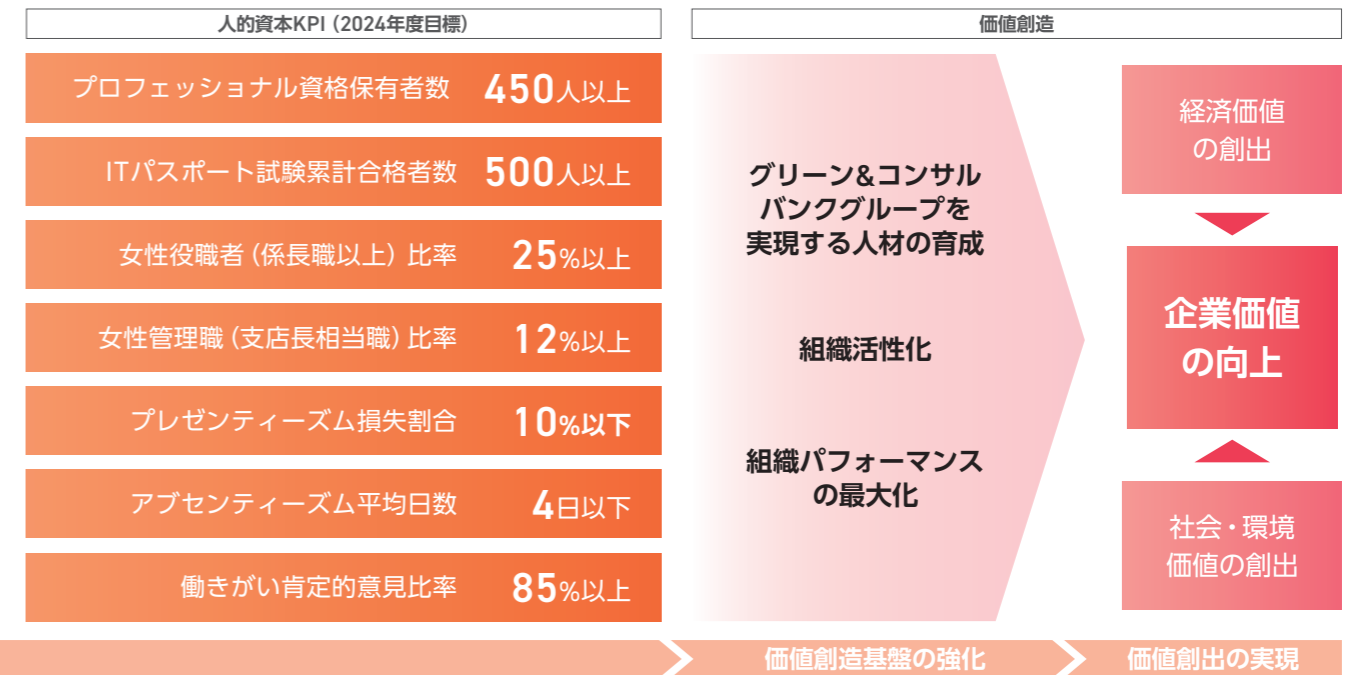 人的資本KPI（2024年度目標）
プロフェッショナル資格保有者数 450人以上
ITパスポート試験累計合格者数 500人以上
女性役職者（係長職以上）比率 25%以上
女性管理職（支店長相当職）比率 12%以上
プレゼンティーズム損失割合 10%以下
アブセンティーズム平均日数 4日以下
働きがい肯定的意見比率 85%以上
価値創造
グリーン&コンサル
バンクグループを
実現する人材の育成
組織活性化
組織パフォーマンス
の最大化
経済価値
の創出
企業価値
の向上
社会・環境
価値の創出
価値創造基盤の強化
価値創出の実現